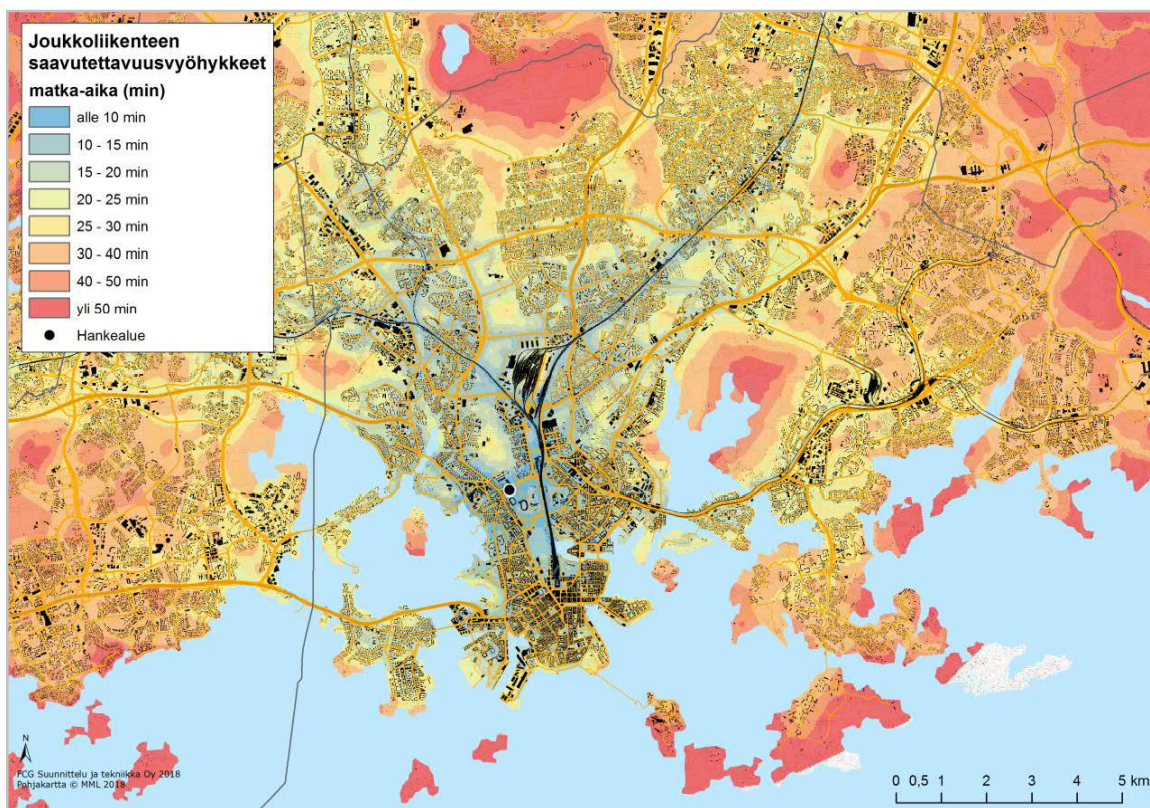 Joukkoliikenteen
saavutettavuusvyöhykkeet
matka-aika (min)
alle 10 min
10 - 15 min
15 - 20 min
20 - 25 min
25 - 30 min
30 - 40 min
40 - 50 min
yli 50 min
Hankealue
N
FCG Suunnittelu ja tekniikka Oy 2018
Pohjakartta © MML 2018
0 0,5 1 2 3 4 5 km